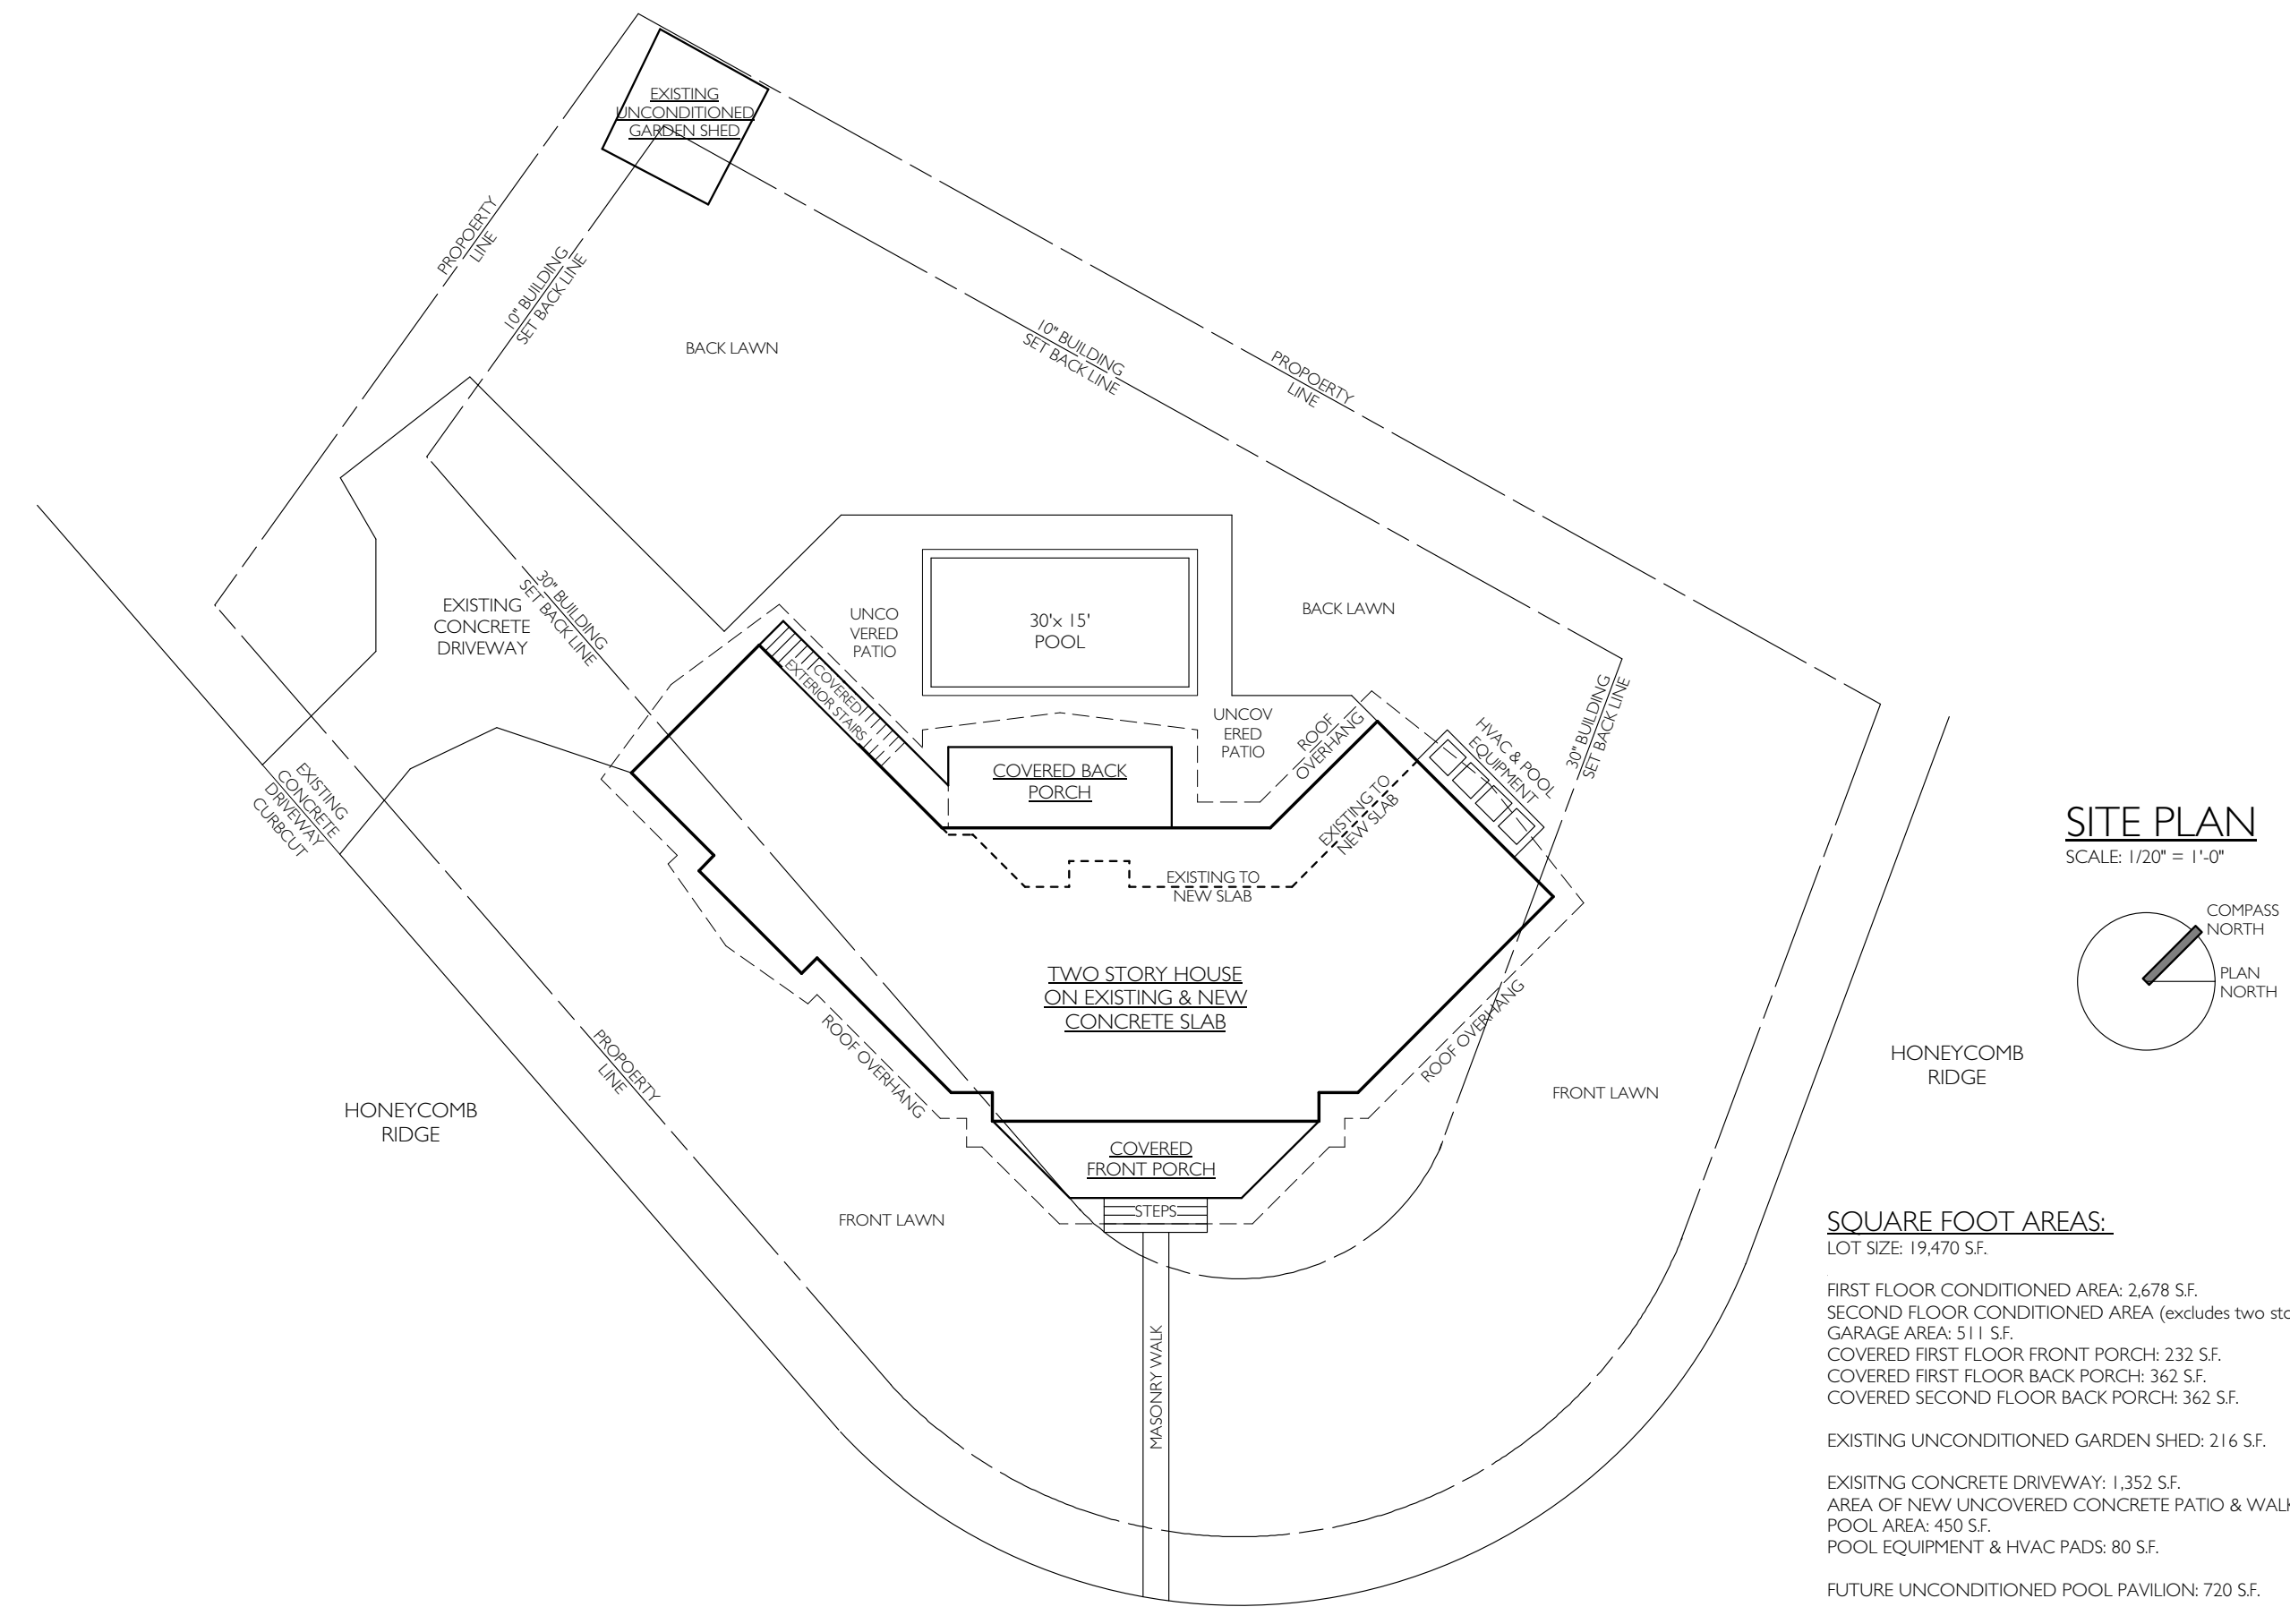 EXISTING
UNCONDITIONED
GARDEN SHED
PROPOERTY
LINE
10" BUILDING
SET BACK LINE
BACK LAWN
10" BUILDING
SET BACK LINE
PROPOERTY
LINE
EXISTING
CONCRETE
DRIVEWAY
30" BUILDING
SET BACK LINE
UNCO
VERED
PATIO
30'x 15'
POOL
BACK LAWN
COVERED
EXTERIOR STAIRS
UNCOV
ERED
PATIO
ROOF
OVERHANG
HVAC & POOL
EQUIPMENT
30" BUILDING
SET BACK LINE
COVERED BACK
PORCH
EXISTING
CONCRETE
DRIVEWAY
CURBCUT
EXISTING TO
NEW SLAB
EXISTING TO
NEW SLAB
SITE PLAN
SCALE: 1/20" = 1'-0"
COMPASS
NORTH
PLAN
NORTH
TWO STORY HOUSE
ON EXISTING & NEW
CONCRETE SLAB
ROOF OVERHANG
ROOF OVERHANG
PROPOERTY
LINE
HONEYCOMB
RIDGE
HONEYCOMB
RIDGE
FRONT LAWN
COVERED
FRONT PORCH
STEPS
FRONT LAWN
MASONRY WALK
SQUARE FOOT AREAS:
LOT SIZE: 19,470 S.F.
FIRST FLOOR CONDITIONED AREA: 2,678 S.F.
SECOND FLOOR CONDITIONED AREA (excludes two sto
GARAGE AREA: 511 S.F.
COVERED FIRST FLOOR FRONT PORCH: 232 S.F.
COVERED FIRST FLOOR BACK PORCH: 362 S.F.
COVERED SECOND FLOOR BACK PORCH: 362 S.F.
EXISTING UNCONDITIONED GARDEN SHED: 216 S.F.
EXISITNG CONCRETE DRIVEWAY: 1,352 S.F.
AREA OF NEW UNCOVERED CONCRETE PATIO & WALK
POOL AREA: 450 S.F.
POOL EQUIPMENT & HVAC PADS: 80 S.F.
FUTURE UNCONDITIONED POOL PAVILION: 720 S.F.